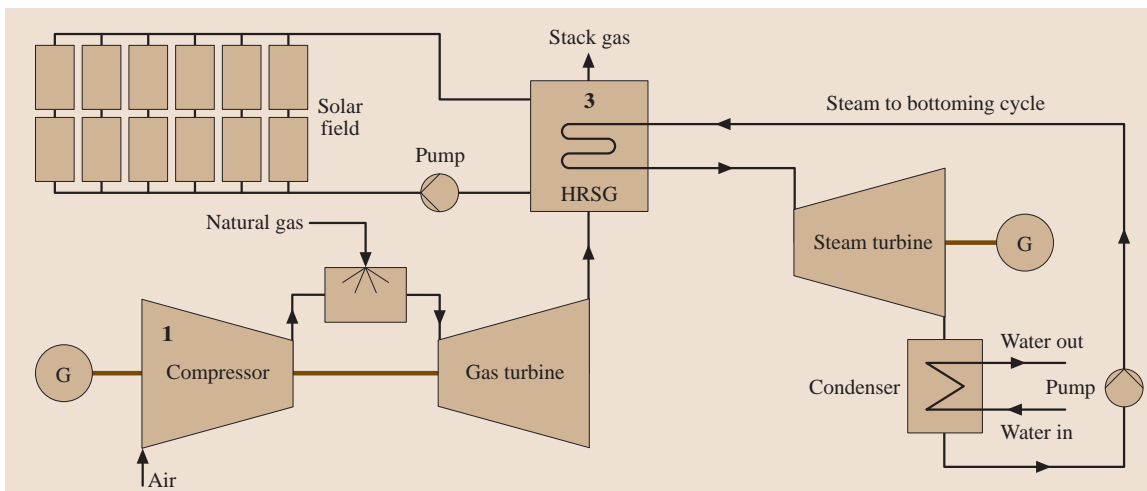 Stack gas
3
Steam to bottoming cycle
Solar
field
Pump
HRSG
Natural gas
Steam turbine
G
1
Water out
G
Compressor
Gas turbine
Condenser
Pump
Water in
Air